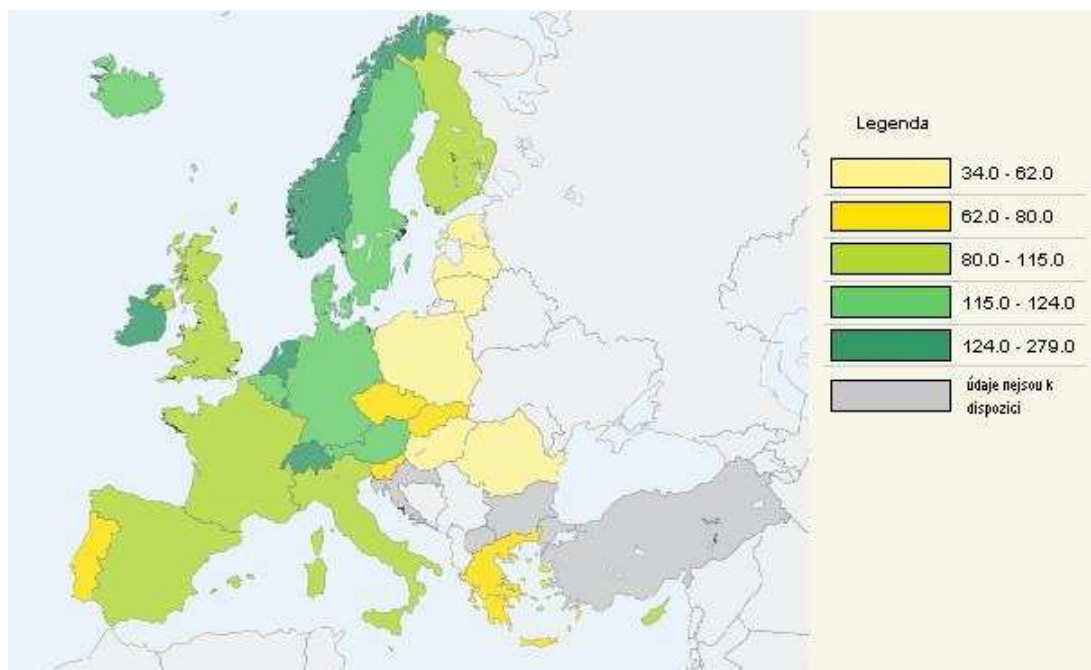 Legenda
34.0 - 62.0
62.0 - 80.0
80.0 - 115.0
115.0 - 124.0
124.0 - 279.0
údaje nejsou k
dispozici